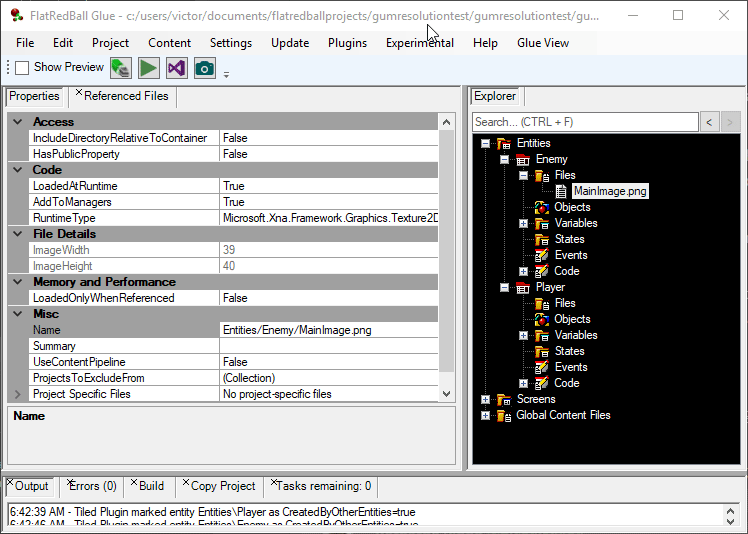 FlatRedBall Glue - c:/users/victor/documents/flatredballprojects/gumresolutiontest/gumresolutiontest/gu...
File Edit Project Content Settings Update Plugins Experimental Help Glue View
Show Preview
Properties Referenced Files
Access
IncludeDirectoryRelativeToContainer False
HasPublicProperty False
Code
LoadedAtRuntime True
AddToManagers True
RuntimeType Microsoft.Xna.Framework.Graphics.Texture2D
File Details
ImageWidth 39
ImageHeight 40
Memory and Performance
LoadedOnlyWhenReferenced False
Misc
Name Entities/Enemy/MainImage.png
Summary
UseContentPipeline False
ProjectsToExcludeFrom (Collection)
Project Specific Files No project-specific files
Name
Explorer
Search... (CTRL + F) < >
Entities
Enemy
Files
MainImage.png
Objects
Variables
States
Events
Code
Player
Files
Objects
Variables
States
Events
Code
Screens
Global Content Files
Output Errors (0) Build Copy Project Tasks remaining: 0
6:42:39 AM - Tiled Plugin marked entity Entities\Player as CreatedByOtherEntities=true
6:42:46 AM - Tiled Plugin marked entity Entities\Enemy as CreatedByOtherEntities=true